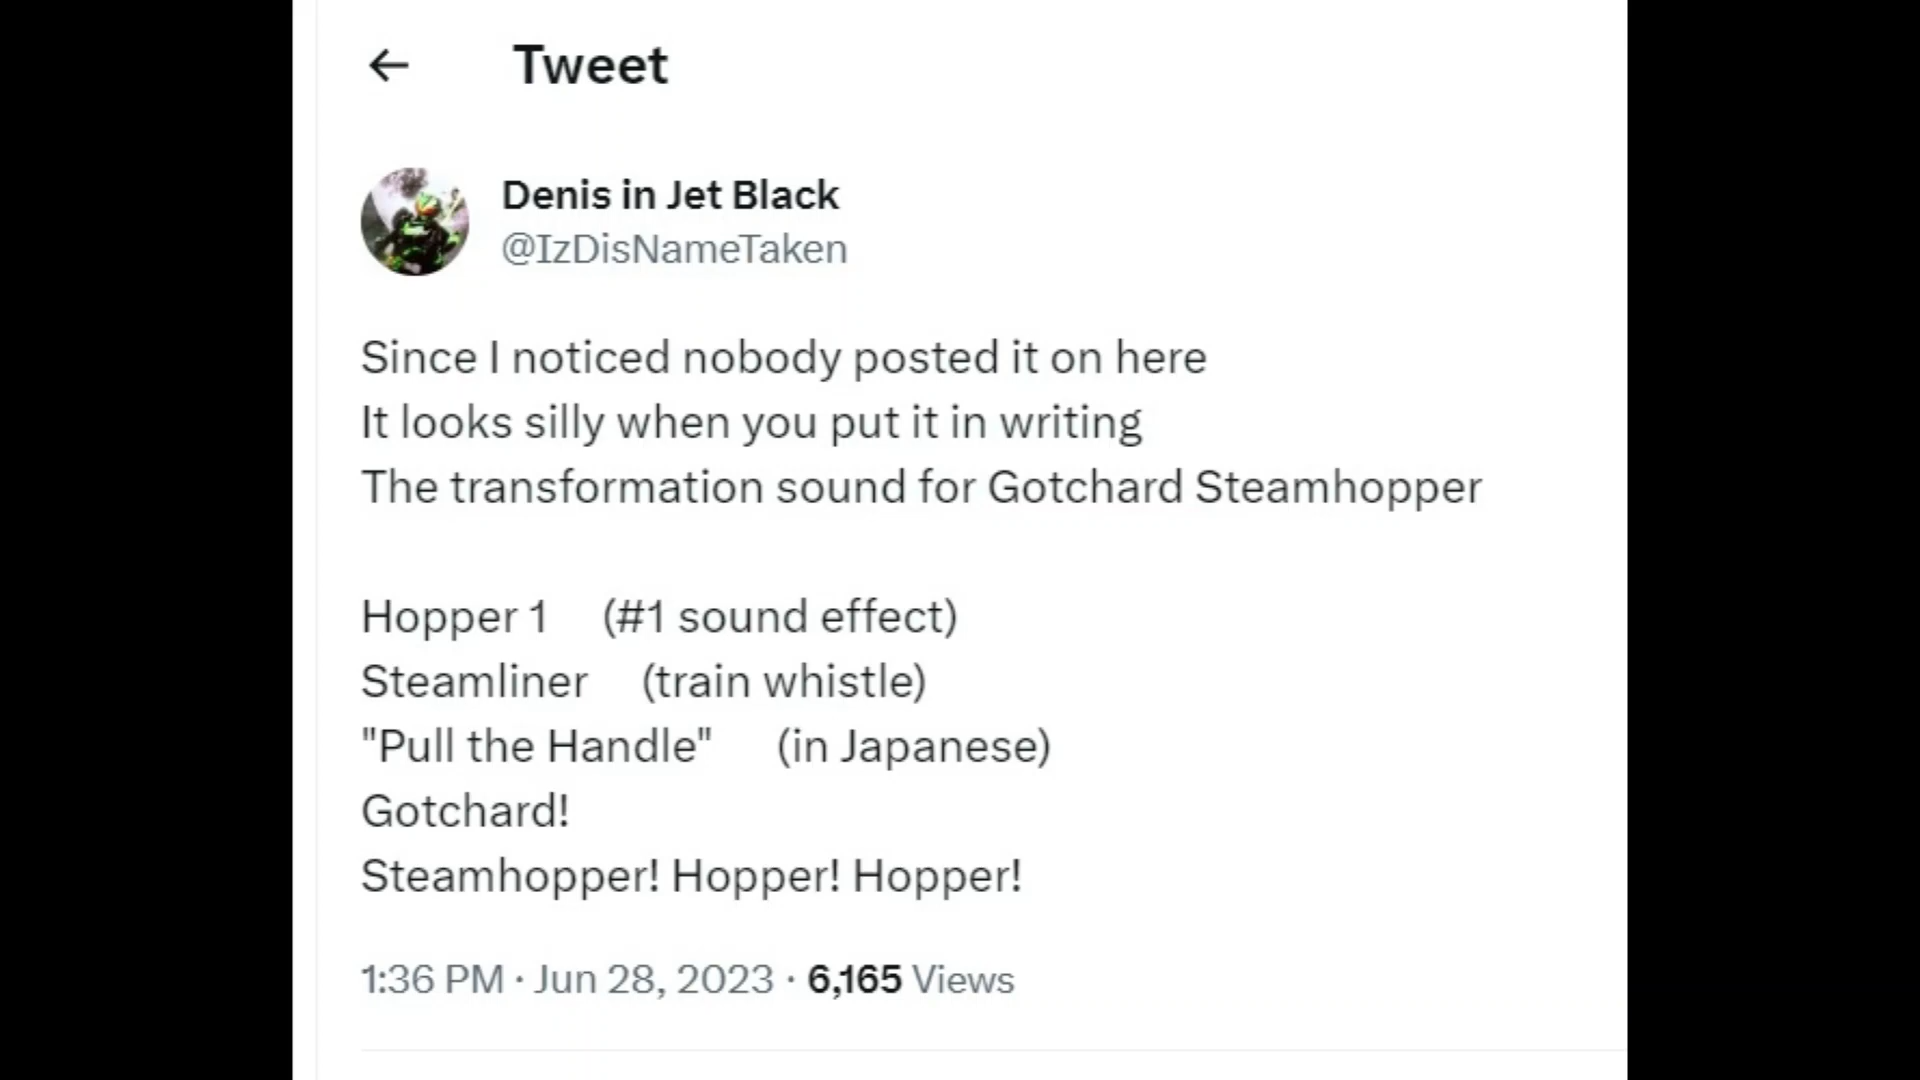 Tweet
Denis in Jet Black
@IzDisNameTaken
Since I noticed nobody posted it on here
It looks silly when you put it in writing
The transformation sound for Gotchard Steamhopper
Hopper 1 (#1 sound effect)
Steamliner (train whistle)
"Pull the Handle" (in Japanese)
Gotchard!
Steamhopper! Hopper! Hopper!
1:36 PM · Jun 28, 2023 · 6,165 Views